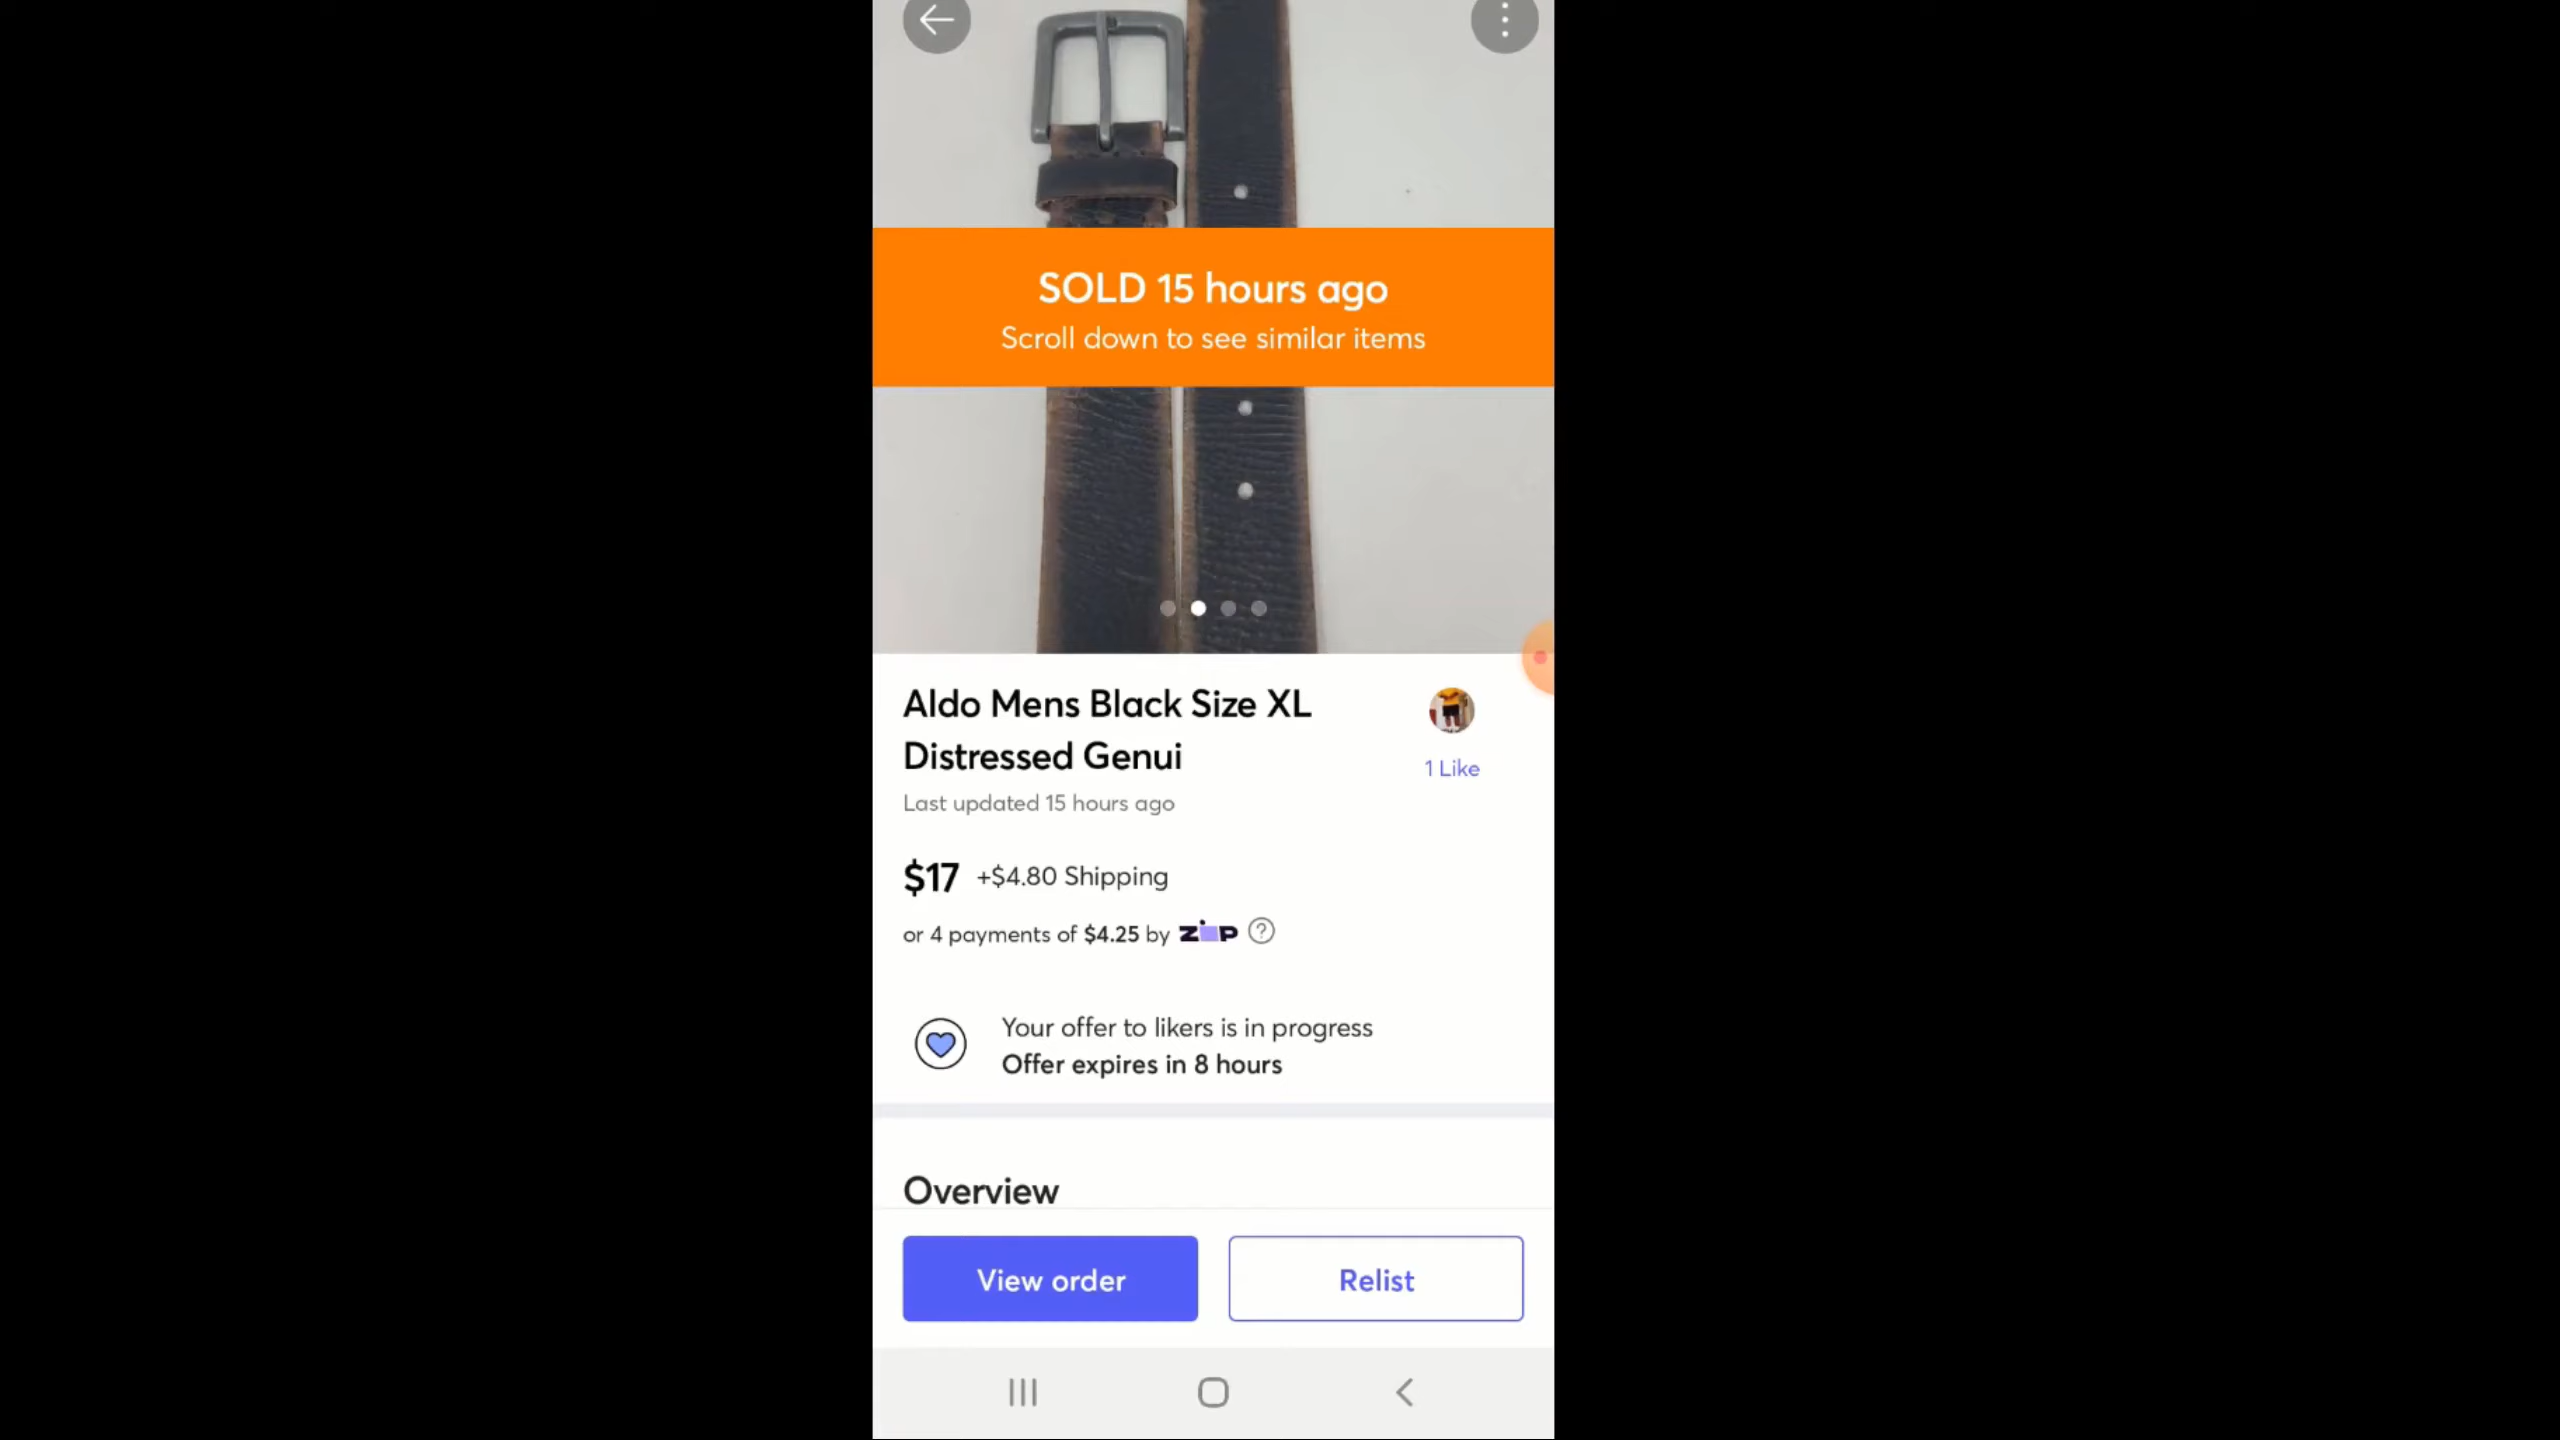 SOLD 15 hours ago
Scroll down to see similar items
Aldo Mens Black Size XL
Distressed Genui
1 Like
Last updated 15 hours ago
$17 +$4.80 Shipping
or 4 payments of $4.25 by ZIP ?
Your offer to likers is in progress
Offer expires in 8 hours
Overview
View order Relist